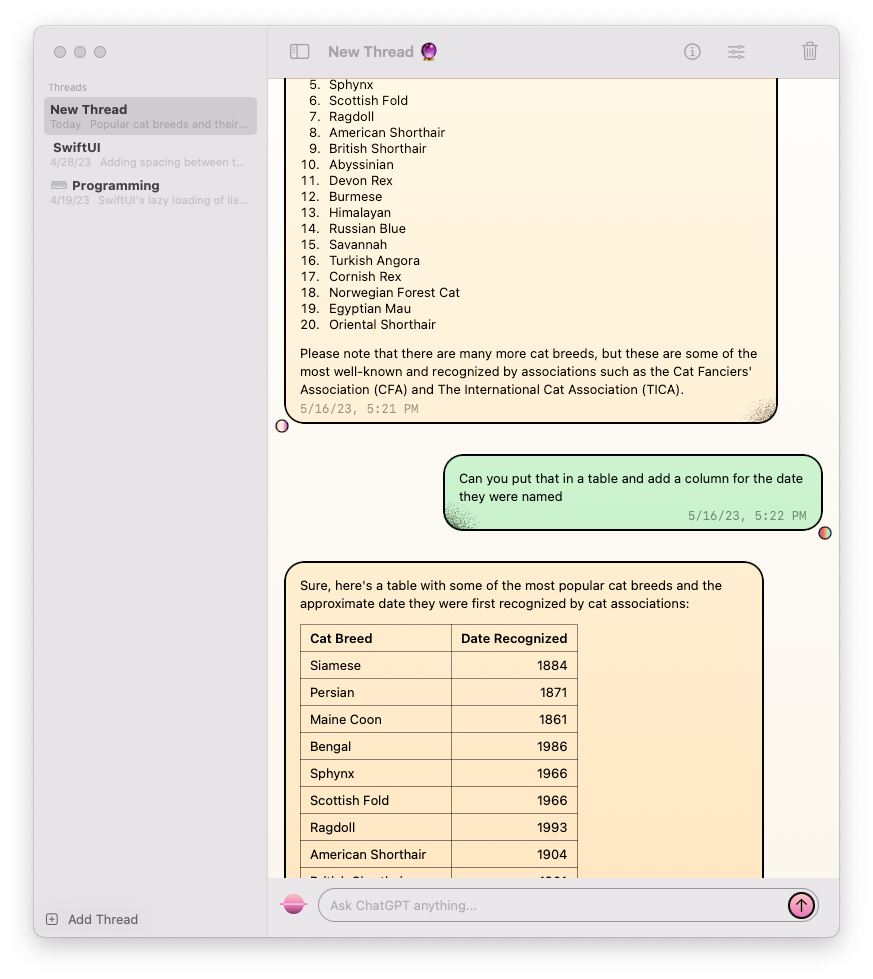 New Thread 🔮
Threads
New Thread
Today Popular cat breeds and their...
SwiftUI
4/28/23 Adding spacing between t...
Programming
4/19/23 SwiftUI's lazy loading of lis...
Add Thread
5. Sphynx
6. Scottish Fold
7. Ragdoll
8. American Shorthair
9. British Shorthair
10. Abyssinian
11. Devon Rex
12. Burmese
13. Himalayan
14. Russian Blue
15. Savannah
16. Turkish Angora
17. Cornish Rex
18. Norwegian Forest Cat
19. Egyptian Mau
20. Oriental Shorthair
Please note that there are many more cat breeds, but these are some of the
most well-known and recognized by associations such as the Cat Fanciers'
Association (CFA) and The International Cat Association (TICA).
5/16/23, 5:21 PM
Can you put that in a table and add a column for the date
they were named
5/16/23, 5:22 PM
Sure, here's a table with some of the most popular cat breeds and the
approximate date they were first recognized by cat associations:
Cat Breed Date Recognized
Siamese 1884
Persian 1871
Maine Coon 1861
Bengal 1986
Sphynx 1966
Scottish Fold 1966
Ragdoll 1993
American Shorthair 1904
Ask ChatGPT anything...